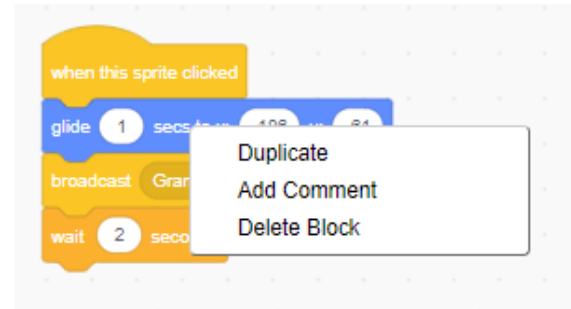 when this sprite clicked
glide 1 secs to
broadcast
wait 2
Duplicate
Add Comment
Delete Block